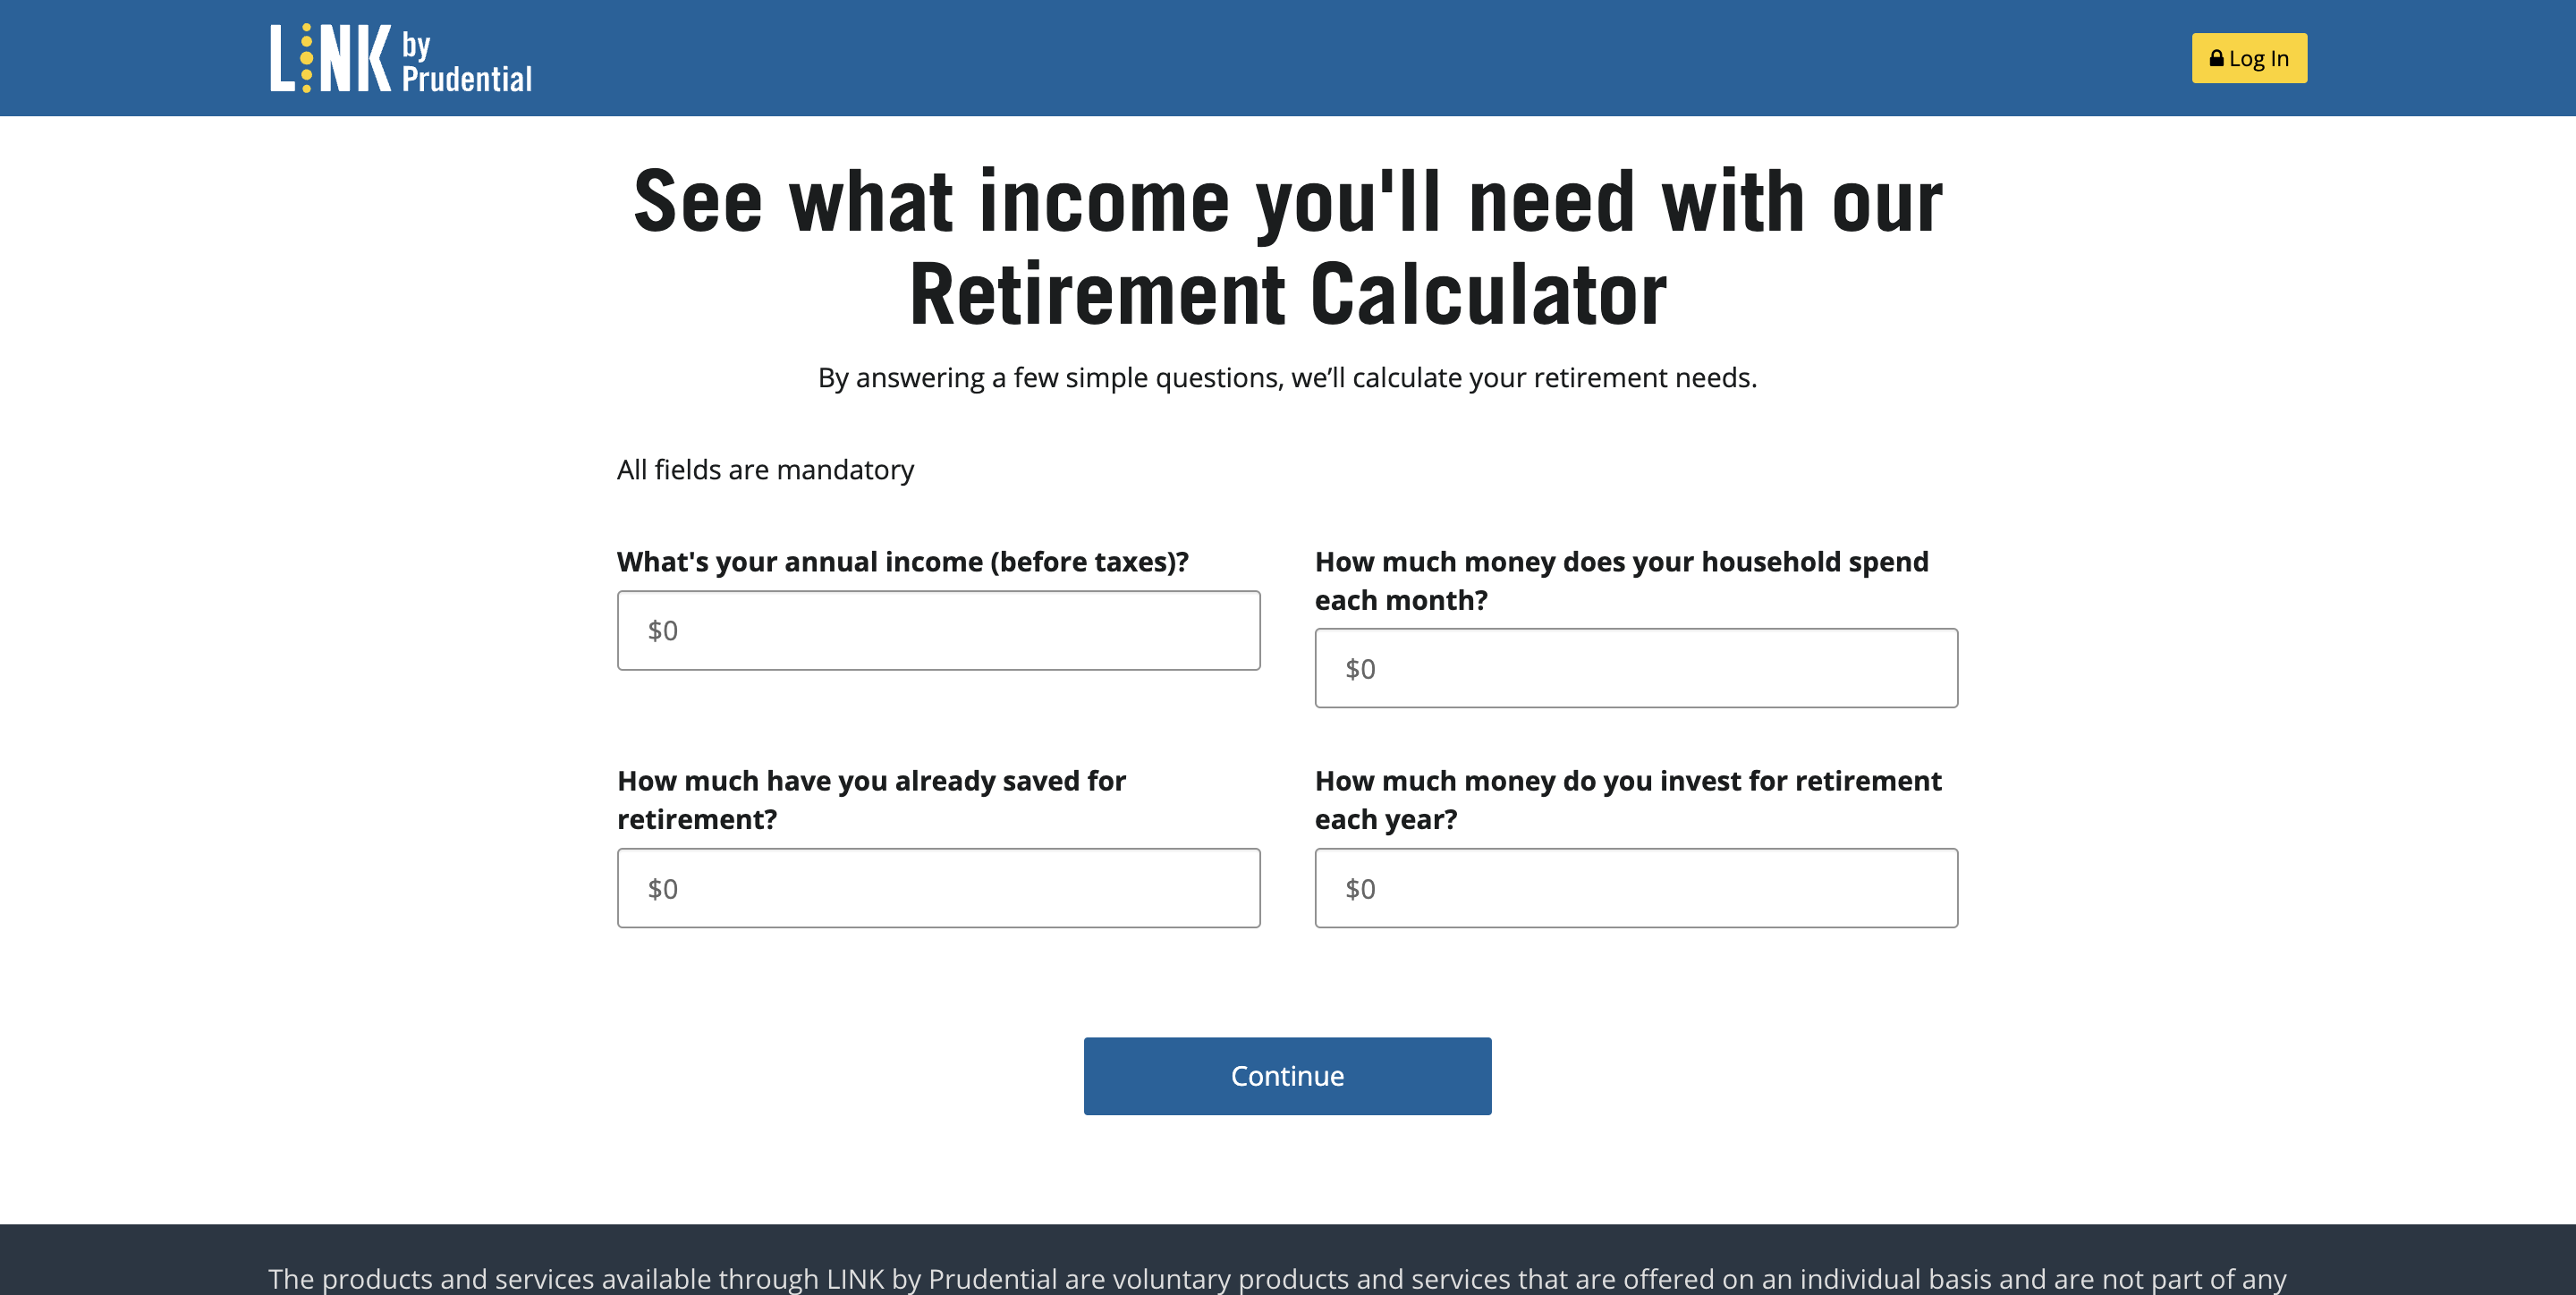 LINK by Prudential
Log In
See what income you'll need with our
Retirement Calculator
By answering a few simple questions, we’ll calculate your retirement needs.
All fields are mandatory
What's your annual income (before taxes)?
$0
How much money does your household spend
each month?
$0
How much have you already saved for
retirement?
$0
How much money do you invest for retirement
each year?
$0
Continue
The products and services available through LINK by Prudential are voluntary products and services that are offered on an individual basis and are not part of any